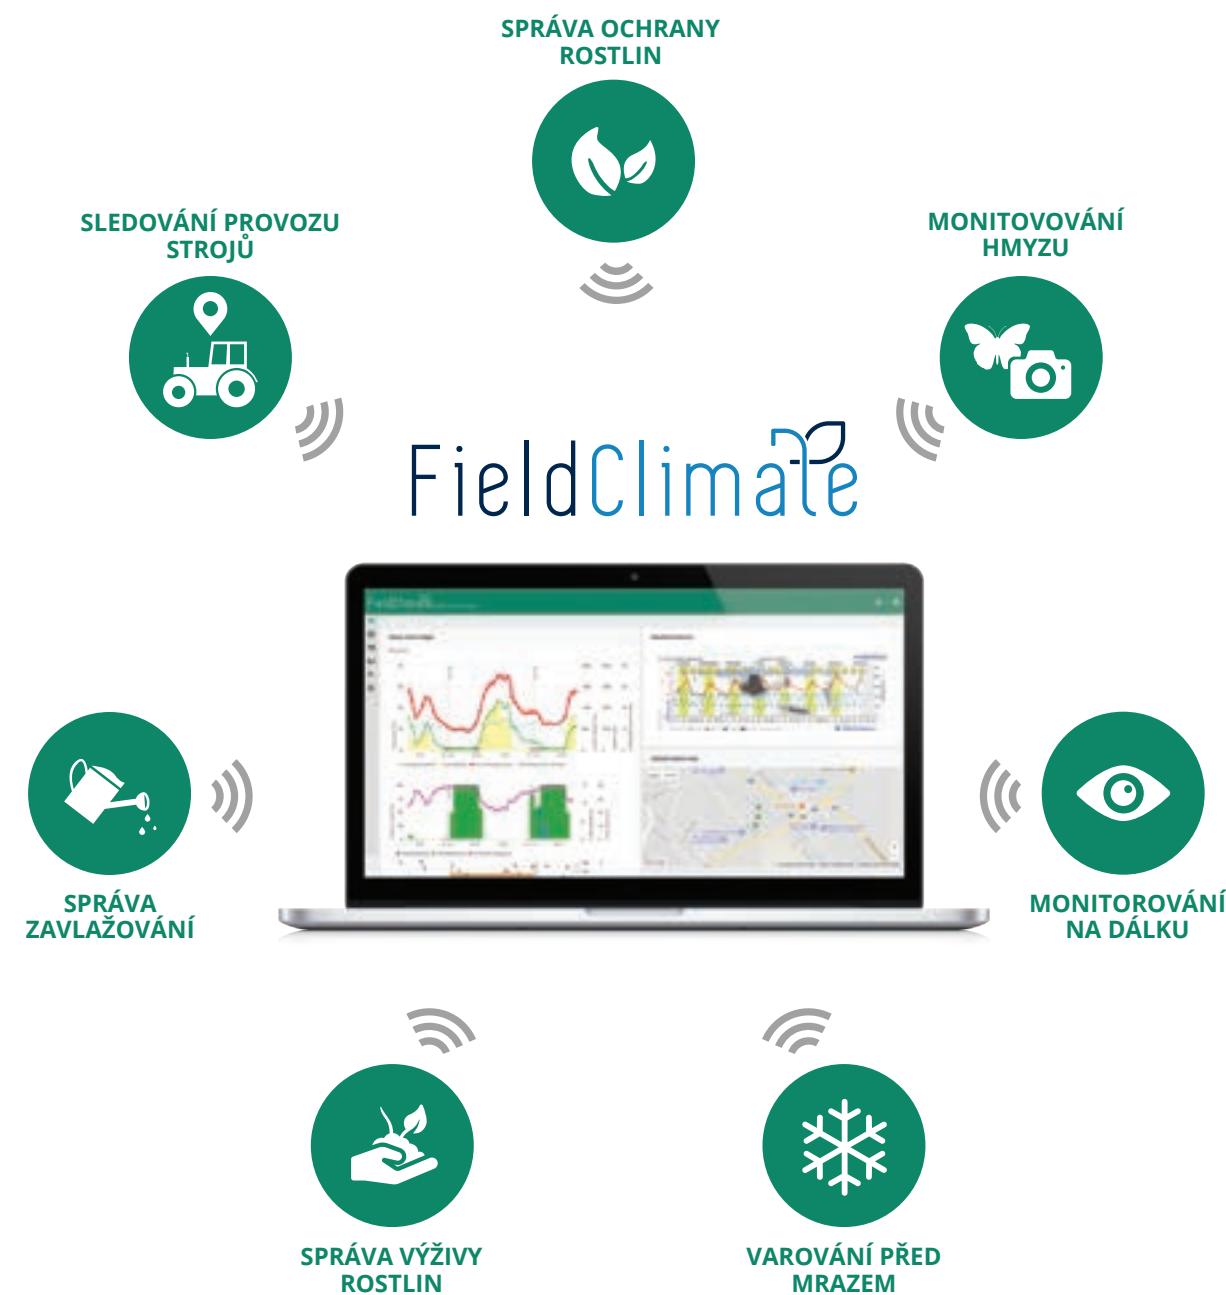 SPRÁVA OCHRANY
ROSTLIN
SLEDOVÁNÍ PROVOZU
STROJŮ
MONITOVOVÁNÍ
HMYZU
FieldClimate
SPRÁVA
ZAVLAŽOVÁNÍ
MONITOROVÁNÍ
NA DÁLKU
SPRÁVA VÝŽIVY
ROSTLIN
VAROVÁNÍ PŘED
MRAZEM